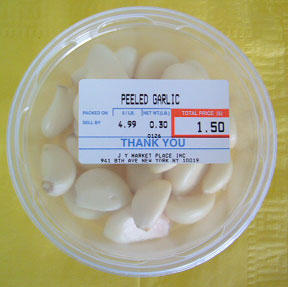 PEELED GARLIC
PACKED ON $/LB. NET WT.(LB.) TOTAL PRICE ($)
SELL BY 4.99 0.30 1.50
0126
THANK YOU
J Y MARKET PLACE INC
941 8TH AVE NEW YORK NY 10019